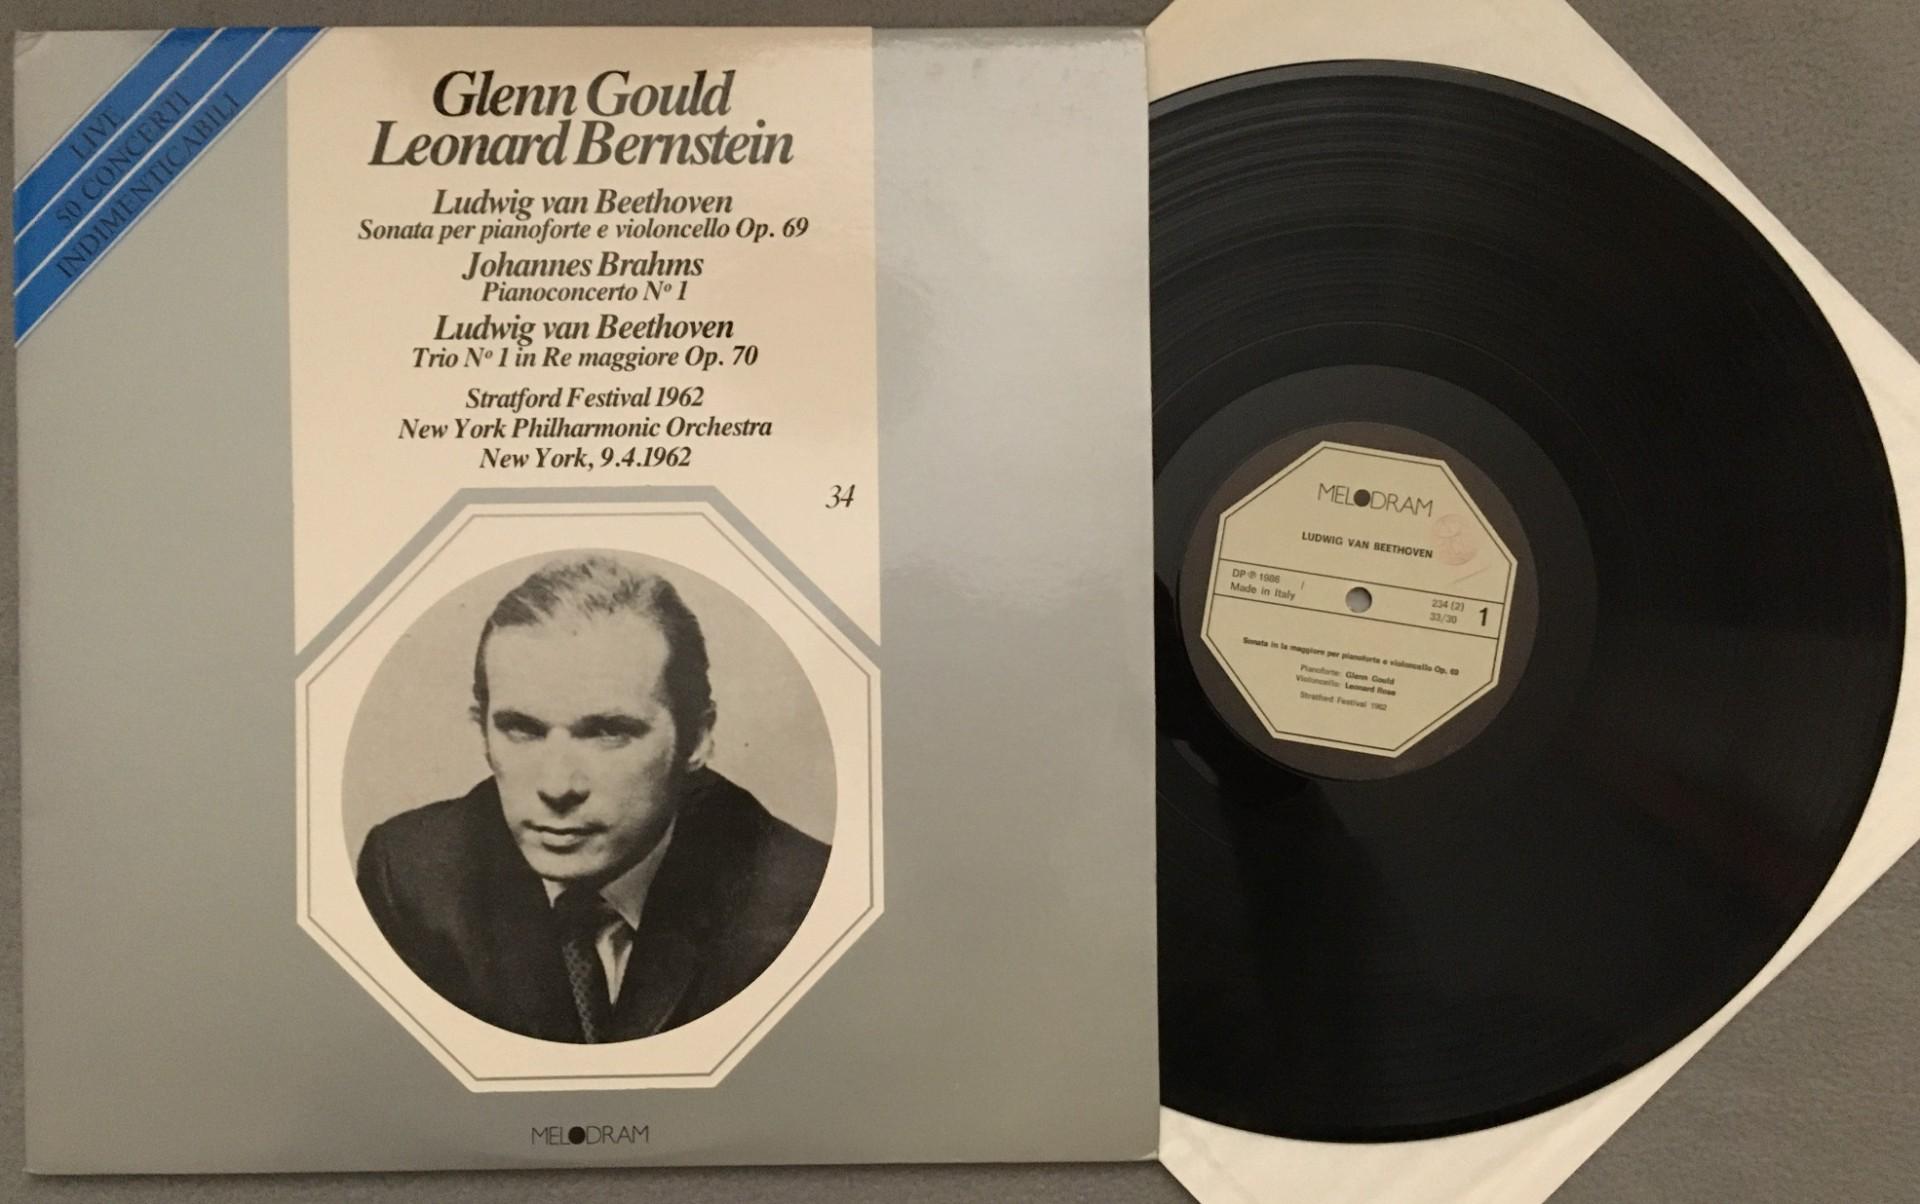 LIVE
50 CONCERTI
INDIMENTICABILI
Glenn Gould
Leonard Bernstein
Ludwig van Beethoven
Sonata per pianoforte e violoncello Op. 69
Johannes Brahms
Pianoconcerto Nº 1
Ludwig van Beethoven
Trio Nº 1 in Re maggiore Op. 70
Stratford Festival 1962
New York Philharmonic Orchestra
New York, 9.4.1962
34
MELODRAM
MELODRAM
LUDWIG VAN BEETHOVEN
DP ℗ 1986 /
Made in Italy
234 (2)
33/30
1
Sonata in la maggiore per pianoforte e violoncello Op. 69
Pianoforte: Glenn Gould
Violoncello: Leonard Rose
Stratford Festival 1962